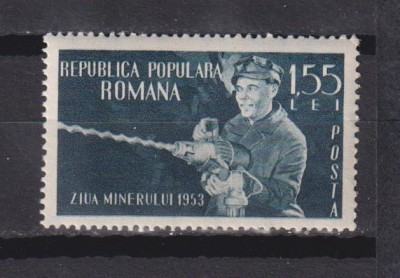 REPUBLICA POPULARA
ROMANA
1,55
LEI
POSTA
ZIUA MINERULUI 1953